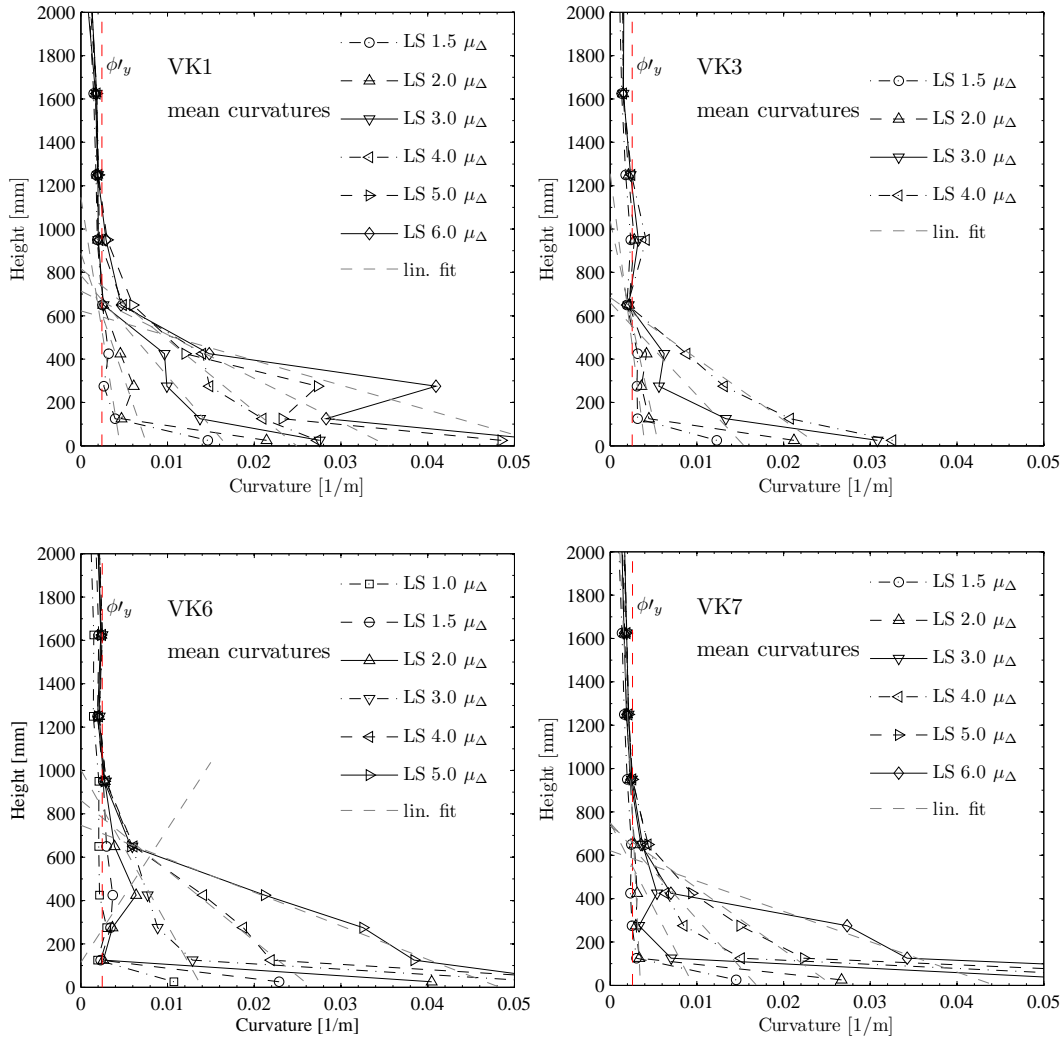 2000
1800
1600
1400
1200
1000
800
600
400
200
0
Height [mm]
0 0.01 0.02 0.03 0.04 0.05
Curvature [1/m]
ϕ′y VK1
mean curvatures
LS 1.5 μΔ
LS 2.0 μΔ
LS 3.0 μΔ
LS 4.0 μΔ
LS 5.0 μΔ
LS 6.0 μΔ
lin. fit
2000
1800
1600
1400
1200
1000
800
600
400
200
0
Height [mm]
0 0.01 0.02 0.03 0.04 0.05
Curvature [1/m]
ϕ′y VK3
mean curvatures
LS 1.5 μΔ
LS 2.0 μΔ
LS 3.0 μΔ
LS 4.0 μΔ
lin. fit
2000
1800
1600
1400
1200
1000
800
600
400
200
0
Height [mm]
0 0.01 0.02 0.03 0.04 0.05
Curvature [1/m]
ϕ′y VK6
mean curvatures
LS 1.0 μΔ
LS 1.5 μΔ
LS 2.0 μΔ
LS 3.0 μΔ
LS 4.0 μΔ
LS 5.0 μΔ
lin. fit
2000
1800
1600
1400
1200
1000
800
600
400
200
0
Height [mm]
0 0.01 0.02 0.03 0.04 0.05
Curvature [1/m]
ϕ′y VK7
mean curvatures
LS 1.5 μΔ
LS 2.0 μΔ
LS 3.0 μΔ
LS 4.0 μΔ
LS 5.0 μΔ
LS 6.0 μΔ
lin. fit